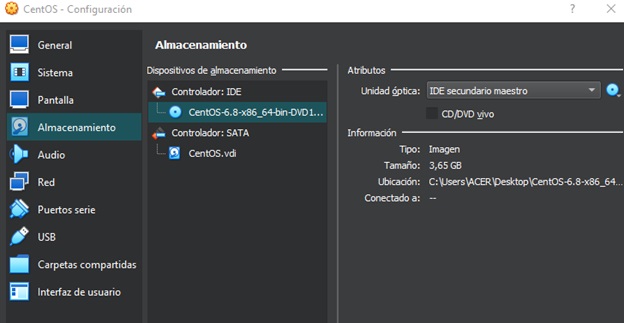 CentOS - Configuración
? ×
General
Sistema
Pantalla
Almacenamiento
Audio
Red
Puertos serie
USB
Carpetas compartidas
Interfaz de usuario
Almacenamiento
Dispositivos de almacenamiento
Controlador: IDE
CentOS-6.8-x86_64-bin-DVD1...
Controlador: SATA
CentOS.vdi
Atributos
Unidad óptica: IDE secundario maestro
CD/DVD vivo
Información
Tipo: Imagen
Tamaño: 3,65 GB
Ubicación: C:\Users\ACER\Desktop\CentOS-6.8-x86_64...
Conectado a: --